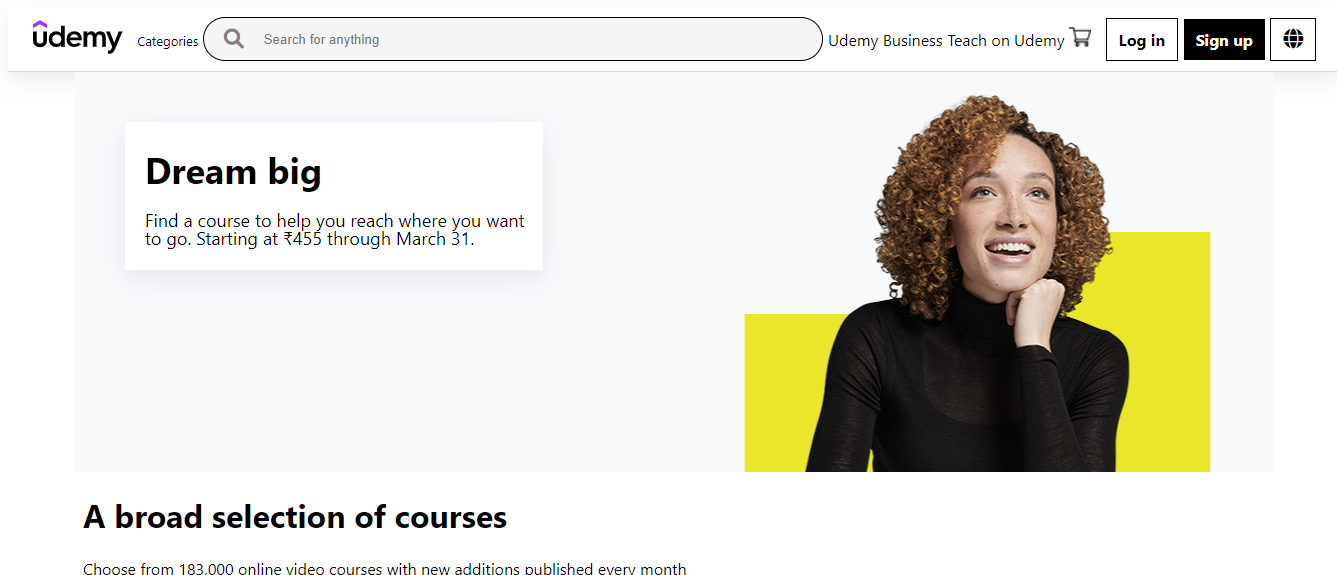 udemy Categories Search for anything Udemy Business Teach on Udemy Log in Sign up
Dream big
Find a course to help you reach where you want
to go. Starting at ₹455 through March 31.
A broad selection of courses
Choose from 183,000 online video courses with new additions published every month